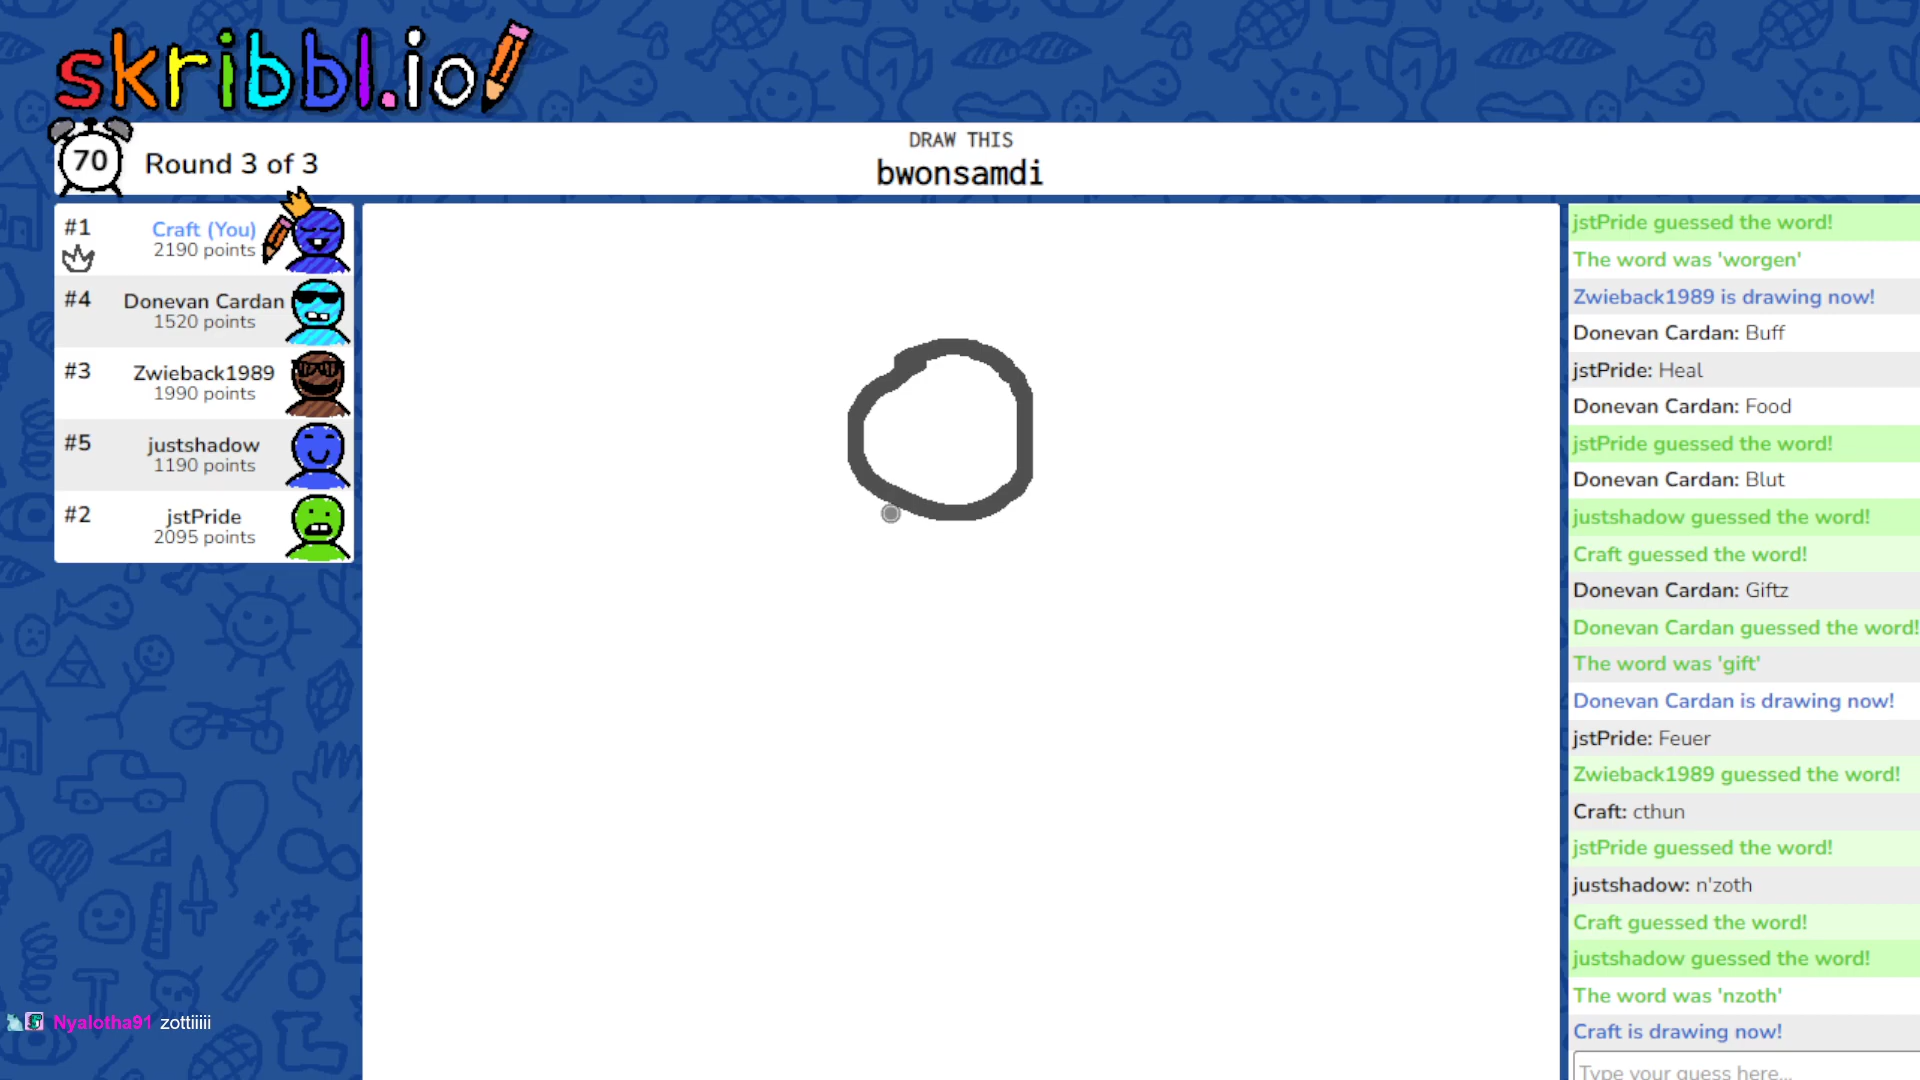 skribbl.io
70
Round 3 of 3
DRAW THIS
bwonsamdi
#1
Craft (You)
2190 points
#4
Donevan Cardan
1520 points
#3
Zwieback1989
1990 points
#5
justshadow
1190 points
#2
jstPride
2095 points
jstPride guessed the word!
The word was 'worgen'
Zwieback1989 is drawing now!
Donevan Cardan: Buff
jstPride: Heal
Donevan Cardan: Food
jstPride guessed the word!
Donevan Cardan: Blut
justshadow guessed the word!
Craft guessed the word!
Donevan Cardan: Giftz
Donevan Cardan guessed the word!
The word was 'gift'
Donevan Cardan is drawing now!
jstPride: Feuer
Zwieback1989 guessed the word!
Craft: cthun
jstPride guessed the word!
justshadow: n'zoth
Craft guessed the word!
justshadow guessed the word!
The word was 'nzoth'
Craft is drawing now!
Type your guess here...
Nyalotha91 zottiiiii